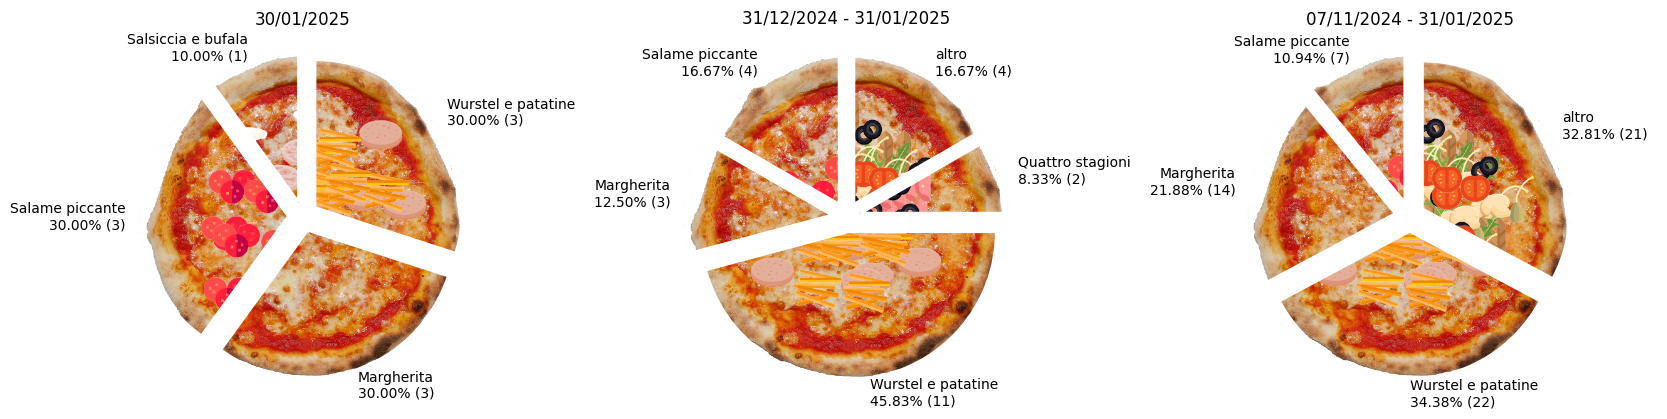 30/01/2025
Salsiccia e bufala
10.00% (1)
Wurstel e patatine
30.00% (3)
Salame piccante
30.00% (3)
Margherita
30.00% (3)
31/12/2024 - 31/01/2025
Salame piccante
16.67% (4)
altro
16.67% (4)
Quattro stagioni
8.33% (2)
Margherita
12.50% (3)
Wurstel e patatine
45.83% (11)
07/11/2024 - 31/01/2025
Salame piccante
10.94% (7)
altro
32.81% (21)
Margherita
21.88% (14)
Wurstel e patatine
34.38% (22)